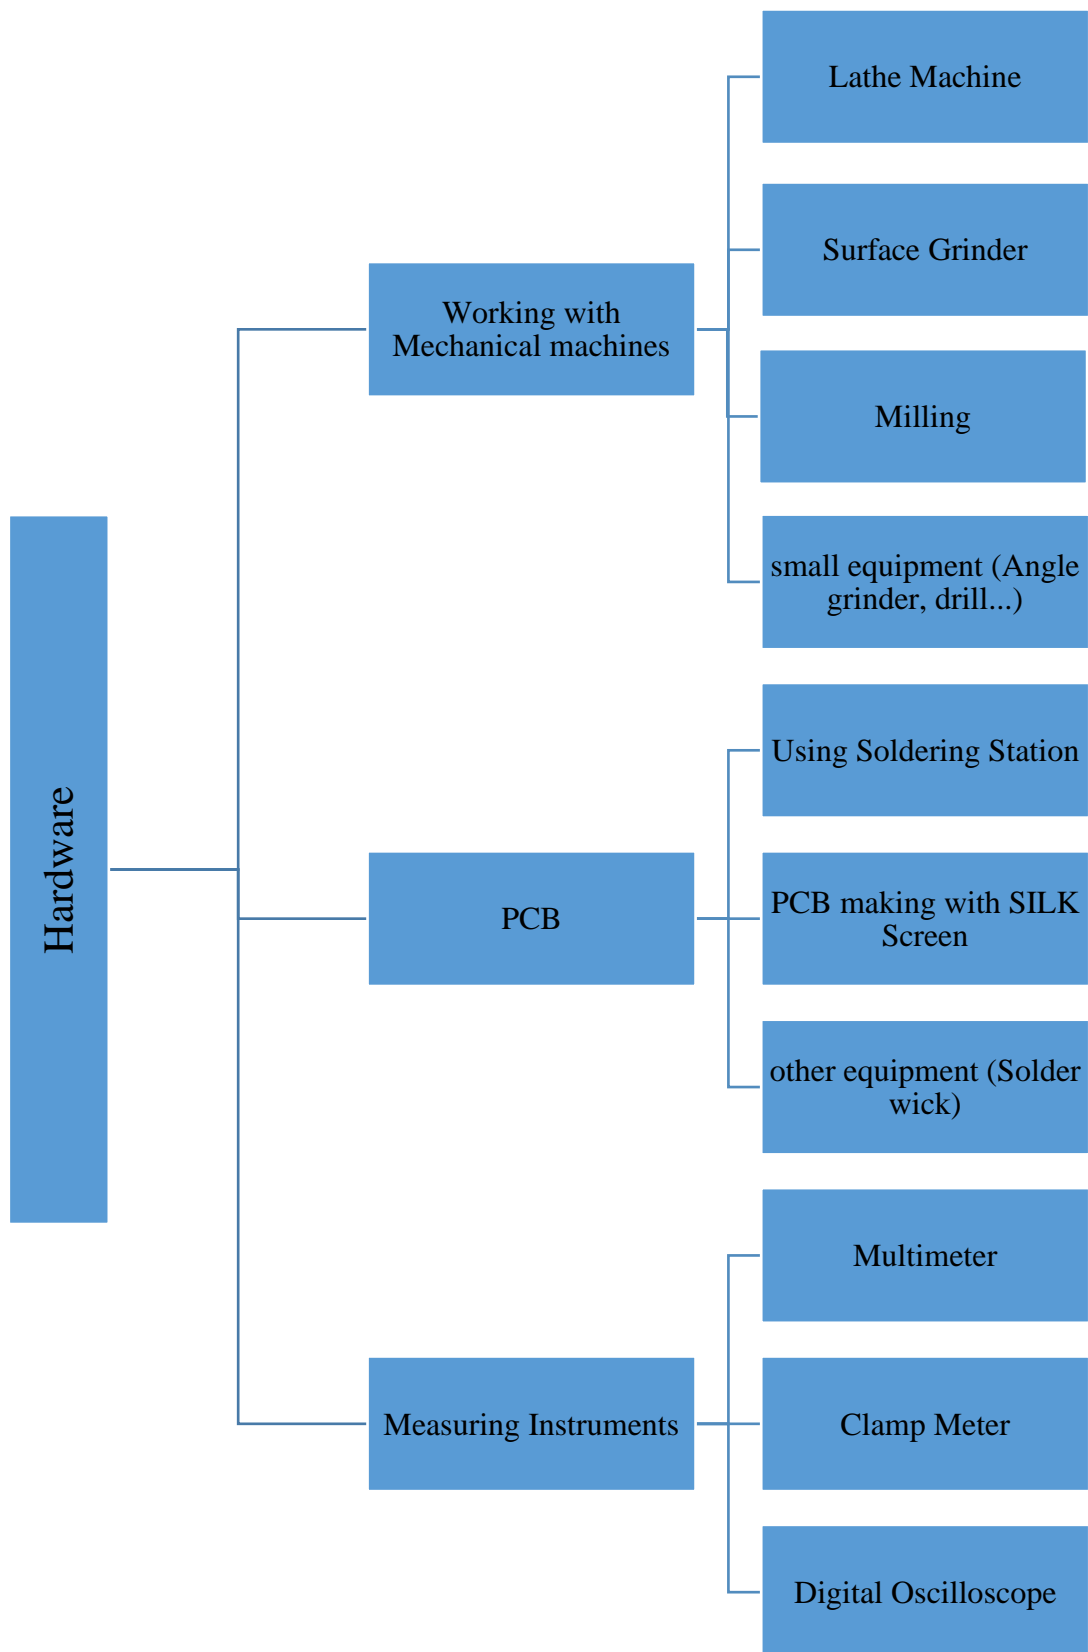 Hardware
Working with
Mechanical machines
Lathe Machine
Surface Grinder
Milling
small equipment (Angle
grinder, drill...)
PCB
Using Soldering Station
PCB making with SILK
Screen
other equipment (Solder
wick)
Measuring Instruments
Multimeter
Clamp Meter
Digital Oscilloscope